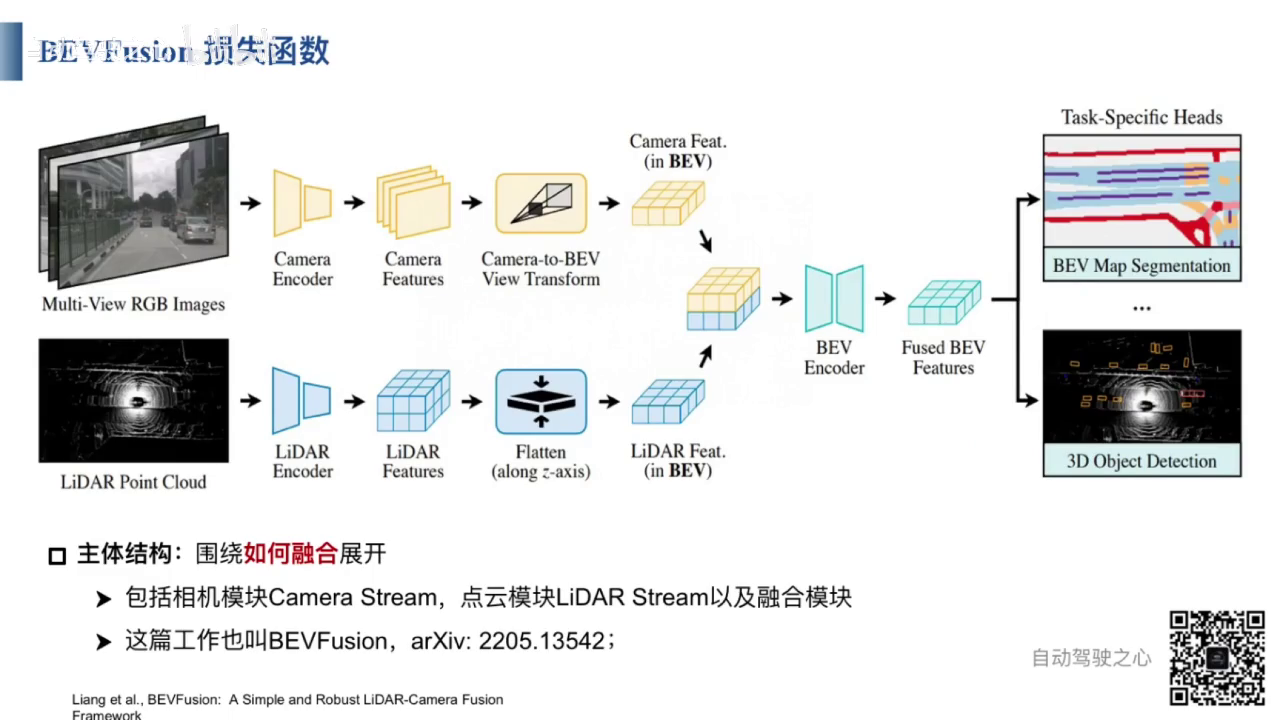 BEVFusion 损失函数
Task-Specific Heads
Camera Feat.
(in BEV)
Camera
Encoder
Camera
Features
Camera-to-BEV
View Transform
BEV Map Segmentation
Multi-View RGB Images
...
BEV
Encoder
Fused BEV
Features
LiDAR
Encoder
LiDAR
Features
Flatten
(along z-axis)
LiDAR Feat.
(in BEV)
3D Object Detection
LiDAR Point Cloud
主体结构：围绕如何融合展开
包括相机模块Camera Stream，点云模块LiDAR Stream以及融合模块
这篇工作也叫BEVFusion，arXiv: 2205.13542；
自动驾驶之心
Liang et al., BEVFusion: A Simple and Robust LiDAR-Camera Fusion
Framework